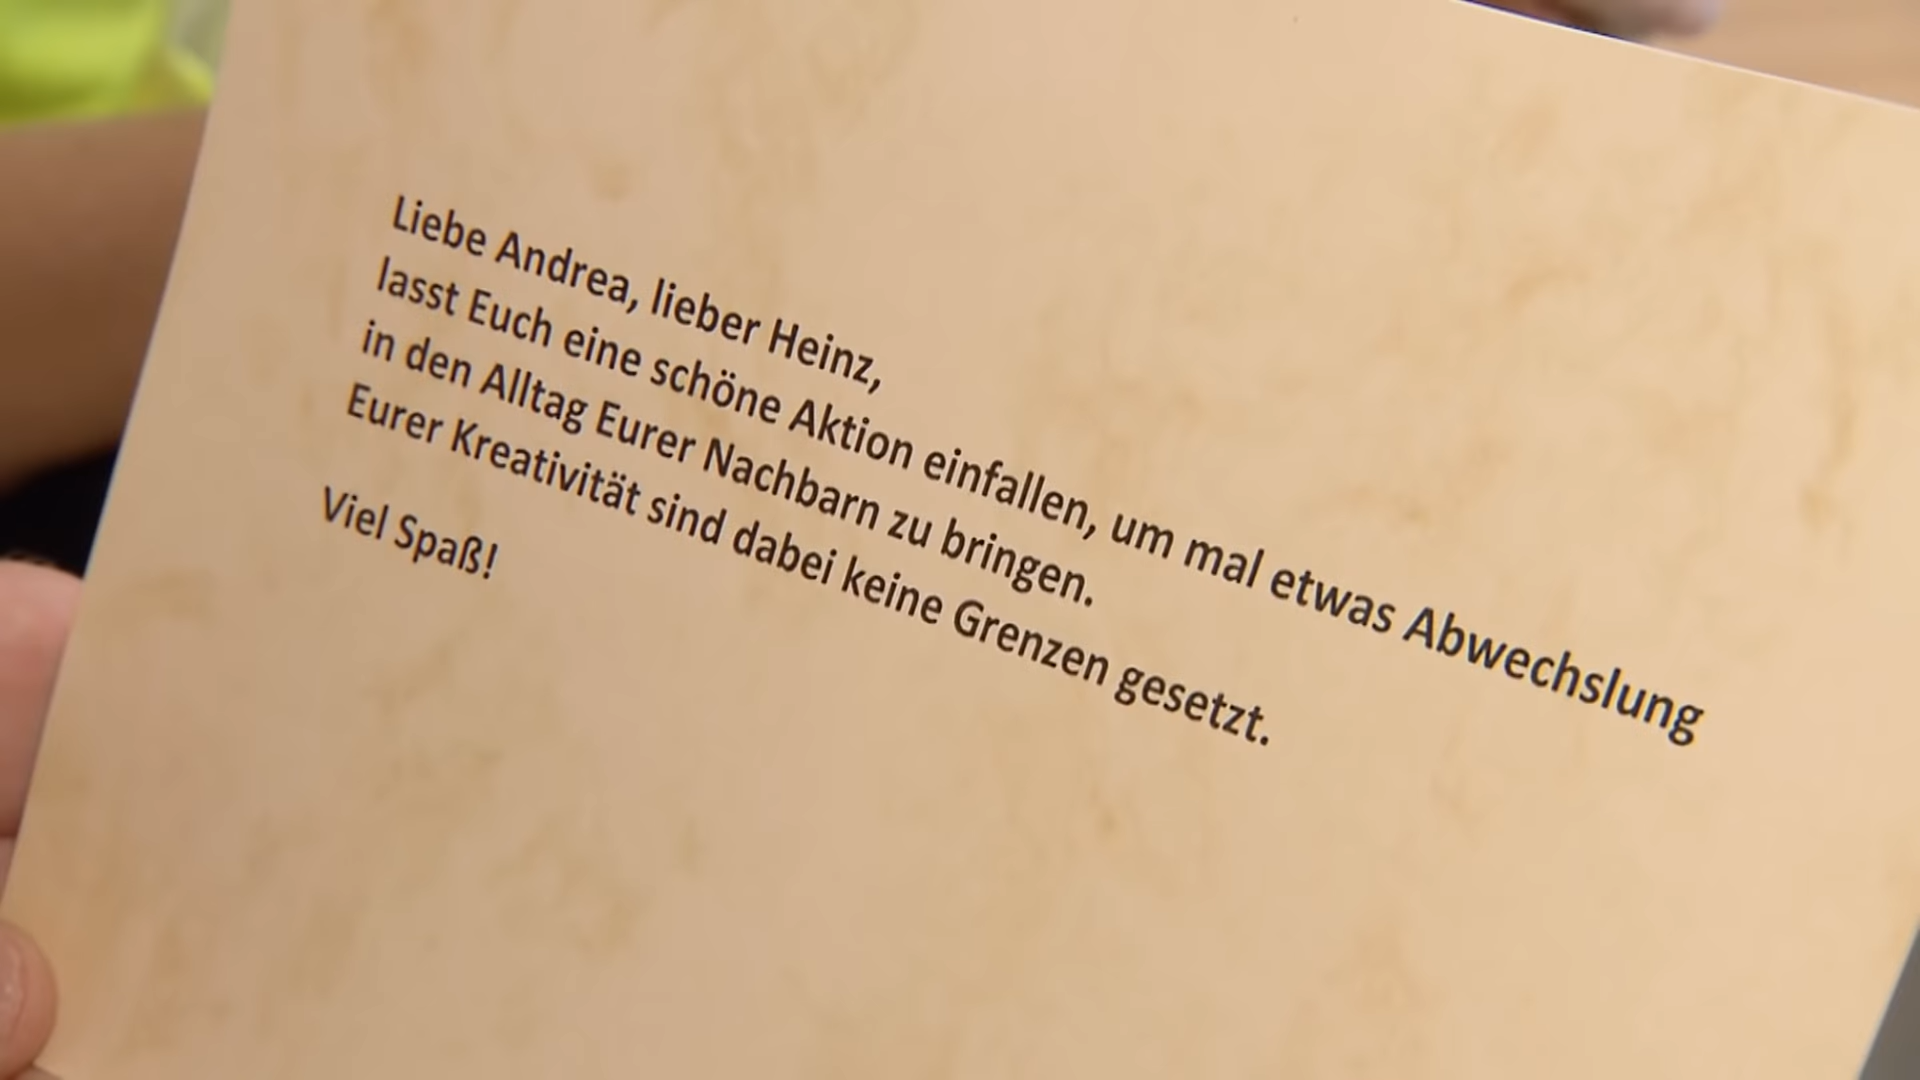 Liebe Andrea, lieber Heinz,
lasst Euch eine schöne Aktion einfallen, um mal etwas Abwechslung
in den Alltag Eurer Nachbarn zu bringen.
Eurer Kreativität sind dabei keine Grenzen gesetzt.
Viel Spaß!